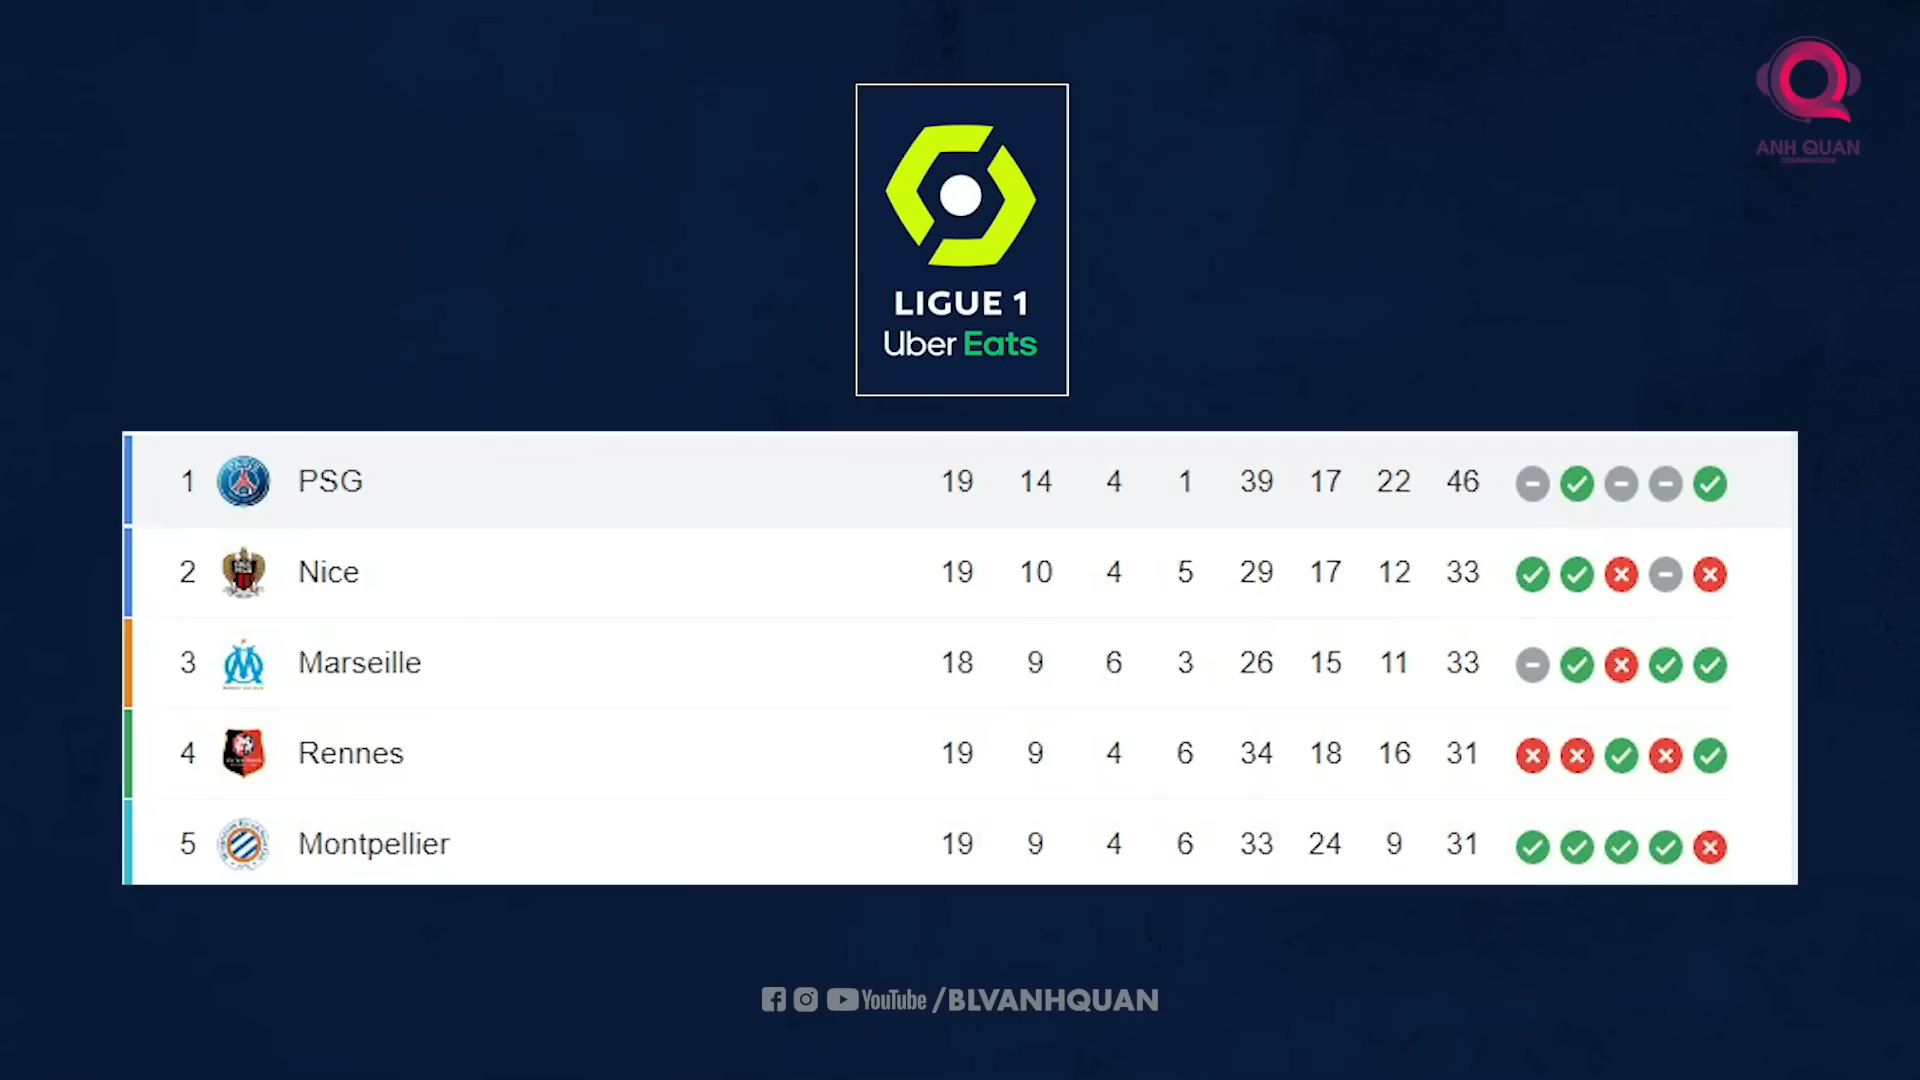 ANH QUAN
COMMENTATOR
LIGUE 1
Uber Eats
1 PSG 19 14 4 1 39 17 22 46
2 Nice 19 10 4 5 29 17 12 33
3 Marseille 18 9 6 3 26 15 11 33
4 Rennes 19 9 4 6 34 18 16 31
5 Montpellier 19 9 4 6 33 24 9 31
YouTube /BLVANHQUAN